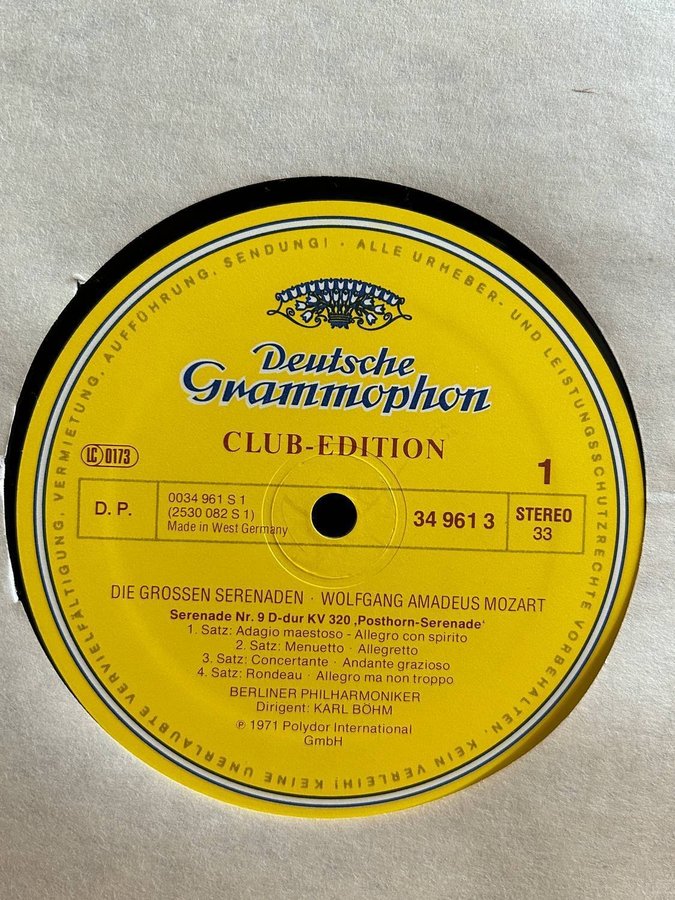 ALLE URHEBER- UND LEISTUNGSSCHUTZRECHTE VORBEHALTEN. KEIN VERLEIH! KEINE UNERLAUBTE VERVIELFÄLTIGUNG, VERMIETUNG, AUFFÜHRUNG, SENDUNG! ·
Deutsche
Grammophon
CLUB-EDITION
LC 0173
1
D. P.
0034 961 S 1
(2530 082 S 1)
Made in West Germany
34 961 3
STEREO
33
DIE GROSSEN SERENADEN · WOLFGANG AMADEUS MOZART
Serenade Nr. 9 D-dur KV 320 ‚Posthorn-Serenade‘
1. Satz: Adagio maestoso - Allegro con spirito
2. Satz: Menuetto · Allegretto
3. Satz: Concertante · Andante grazioso
4. Satz: Rondeau · Allegro ma non troppo
BERLINER PHILHARMONIKER
Dirigent: KARL BÖHM
℗ 1971 Polydor International
GmbH